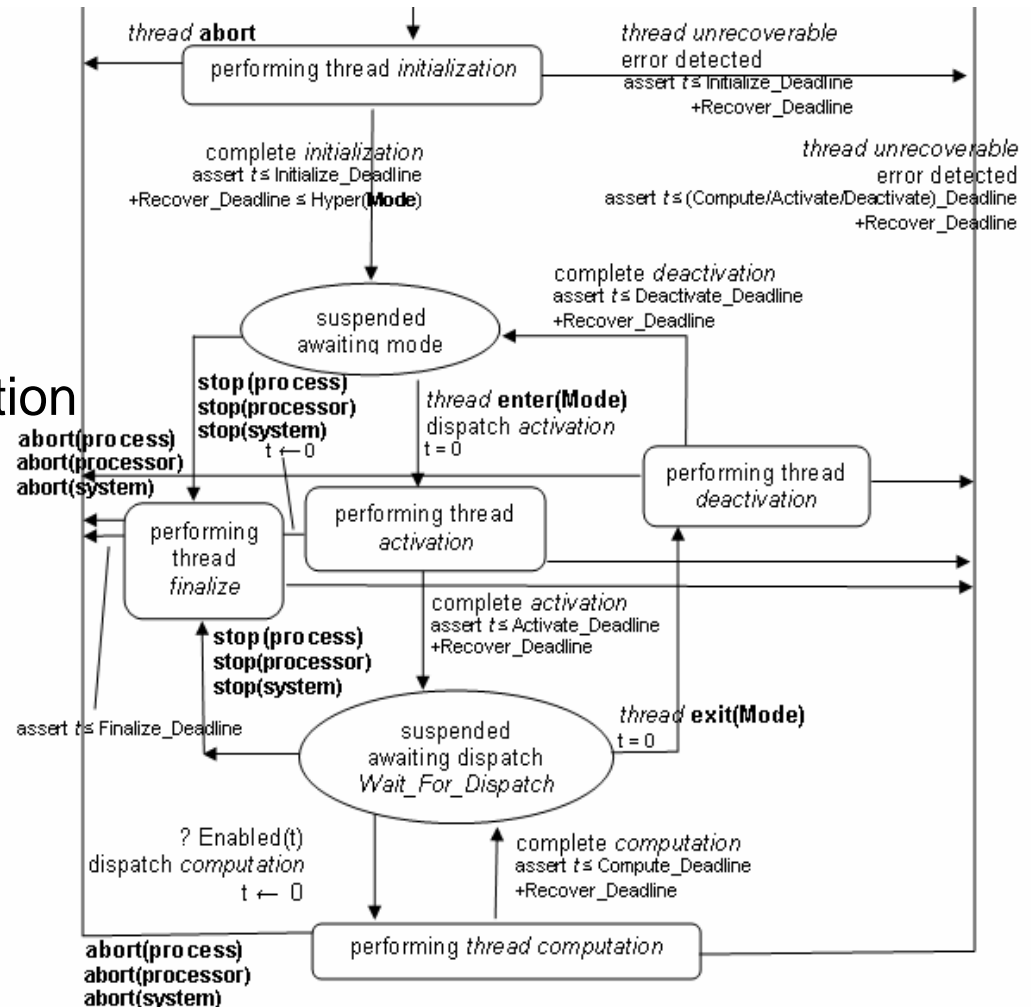 thread abort
performing thread initialization
thread unrecoverable
error detected
assert t ≤ Initialize_Deadline
+Recover_Deadline
complete initialization
assert t ≤ Initialize_Deadline
+Recover_Deadline ≤ Hyper(Mode)
thread unrecoverable
error detected
assert t ≤ (Compute/Activate/Deactivate)_Deadline
+Recover_Deadline
complete deactivation
assert t ≤ Deactivate_Deadline
+Recover_Deadline
suspended
awaiting mode
tion
stop(process)
stop(processor)
stop(system)
t ← 0
thread enter(Mode)
dispatch activation
t = 0
abort(process)
abort(processor)
abort(system)
performing thread
deactivation
performing
thread
finalize
performing thread
activation
complete activation
assert t ≤ Activate_Deadline
+Recover_Deadline
stop(process)
stop(processor)
stop(system)
assert t ≤ Finalize_Deadline
suspended
awaiting dispatch
Wait_For_Dispatch
thread exit(Mode)
t = 0
? Enabled(t)
dispatch computation
t ← 0
complete computation
assert t ≤ Compute_Deadline
+Recover_Deadline
performing thread computation
abort(process)
abort(processor)
abort(system)